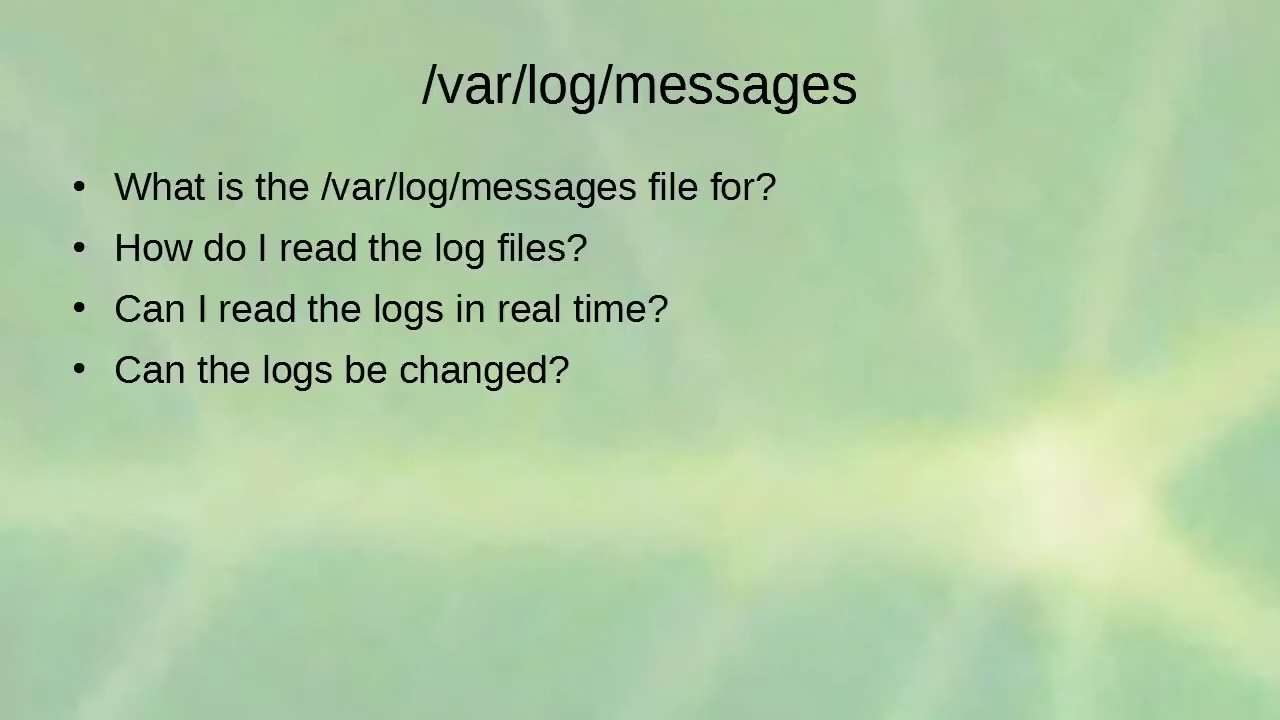 /var/log/messages
• What is the /var/log/messages file for?
• How do I read the log files?
• Can I read the logs in real time?
• Can the logs be changed?